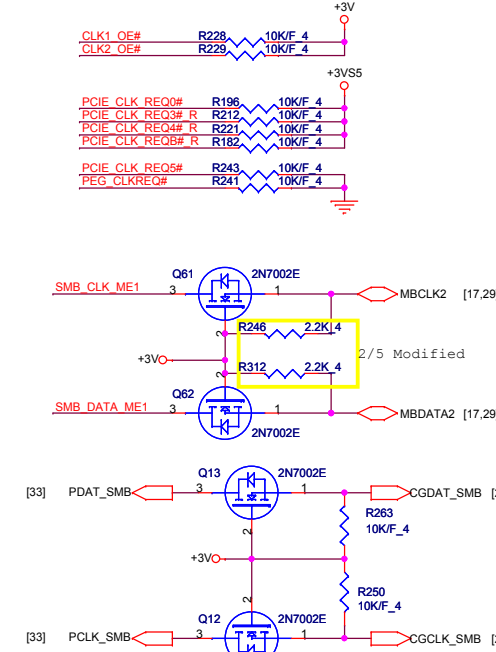 +3V
CLK1_OE# R228 10K/F_4
CLK2_OE# R229 10K/F_4
+3VS5
PCIE_CLK_REQ0# R196 10K/F_4
PCIE_CLK_REQ3#_R R212 10K/F_4
PCIE_CLK_REQ4#_R R221 10K/F_4
PCIE_CLK_REQB#_R R182 10K/F_4
PCIE_CLK_REQ5# R243 10K/F_4
PEG_CLKREQ# R241 10K/F_4
Q61 2N7002E
SMB_CLK_ME1 3 1 MBCLK2 [17,29
2 R246 2.2K_4
2/5 Modified
+3V
2 R312 2.2K_4
Q62
SMB_DATA_ME1 3 1 MBDATA2 [17,29
2N7002E
Q13 2N7002E
[33] PDAT_SMB 3 1 CGDAT_SMB [
R263
10K/F_4
2
+3V
R250
10K/F_4
2
Q12 2N7002E
[33] PCLK_SMB 3 1 CGCLK_SMB [